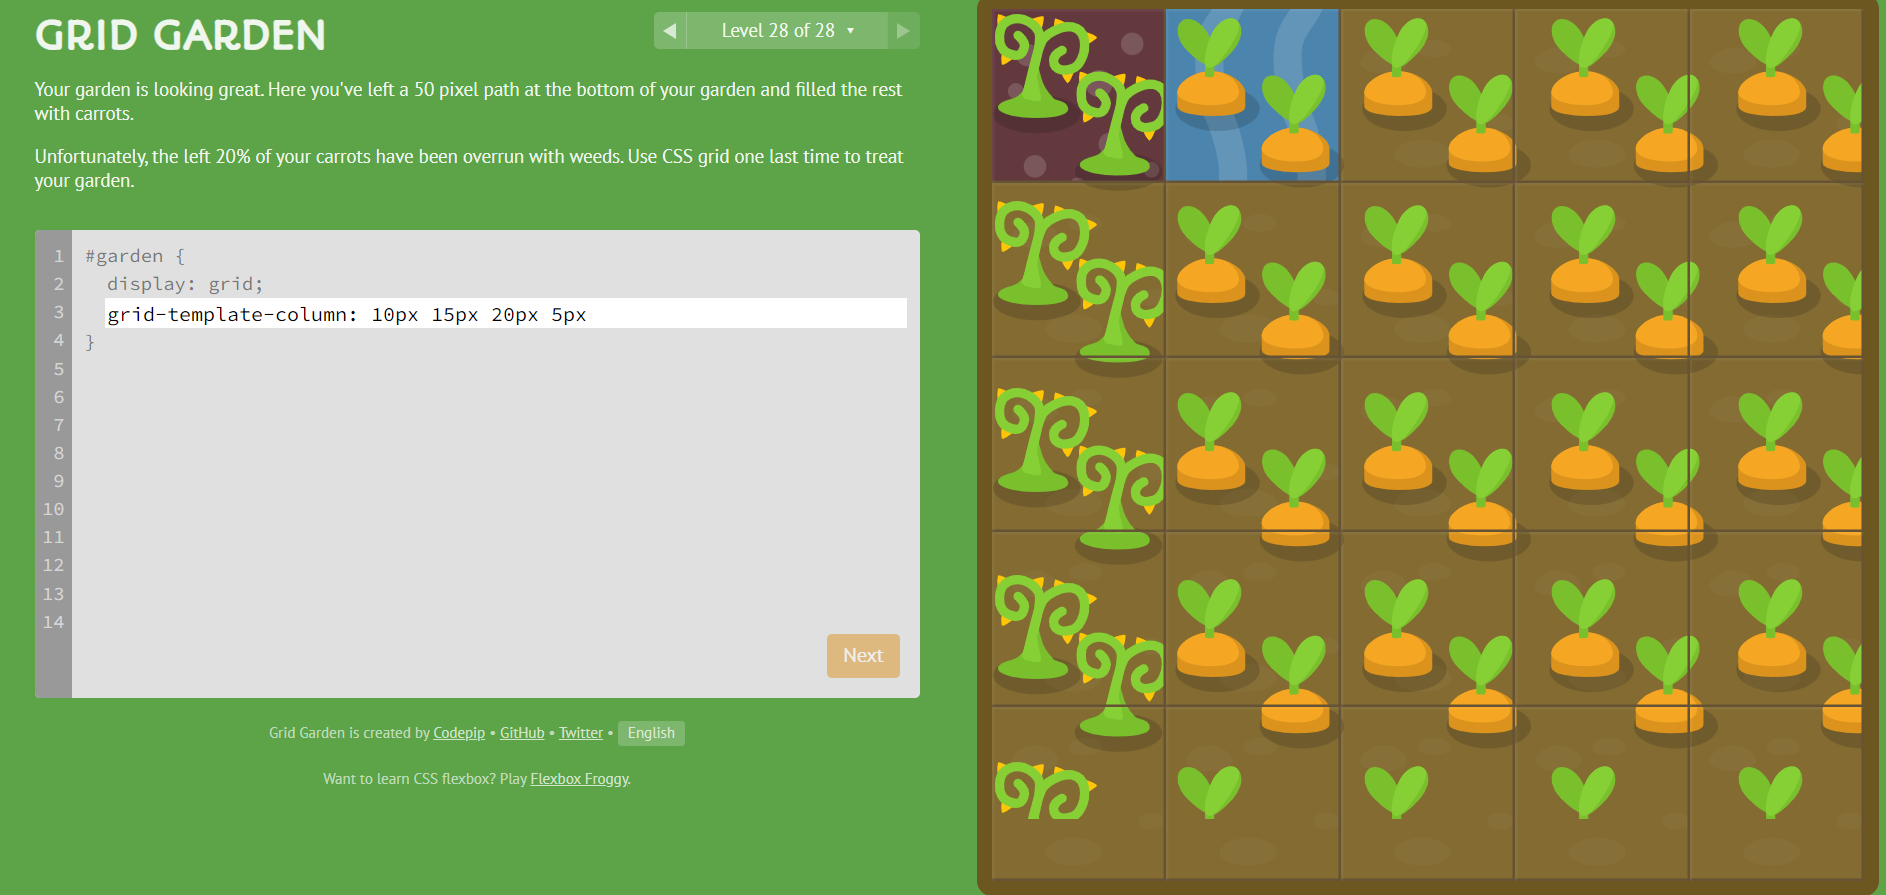 GRID GARDEN
Level 28 of 28
Your garden is looking great. Here you've left a 50 pixel path at the bottom of your garden and filled the rest
with carrots.
Unfortunately, the left 20% of your carrots have been overrun with weeds. Use CSS grid one last time to treat
your garden.
1 #garden {
2 display: grid;
3 grid-template-column: 10px 15px 20px 5px
4 }
5
6
7
8
9
10
11
12
13
14
Next
Grid Garden is created by Codepip • GitHub • Twitter • English
Want to learn CSS flexbox? Play Flexbox Froggy.